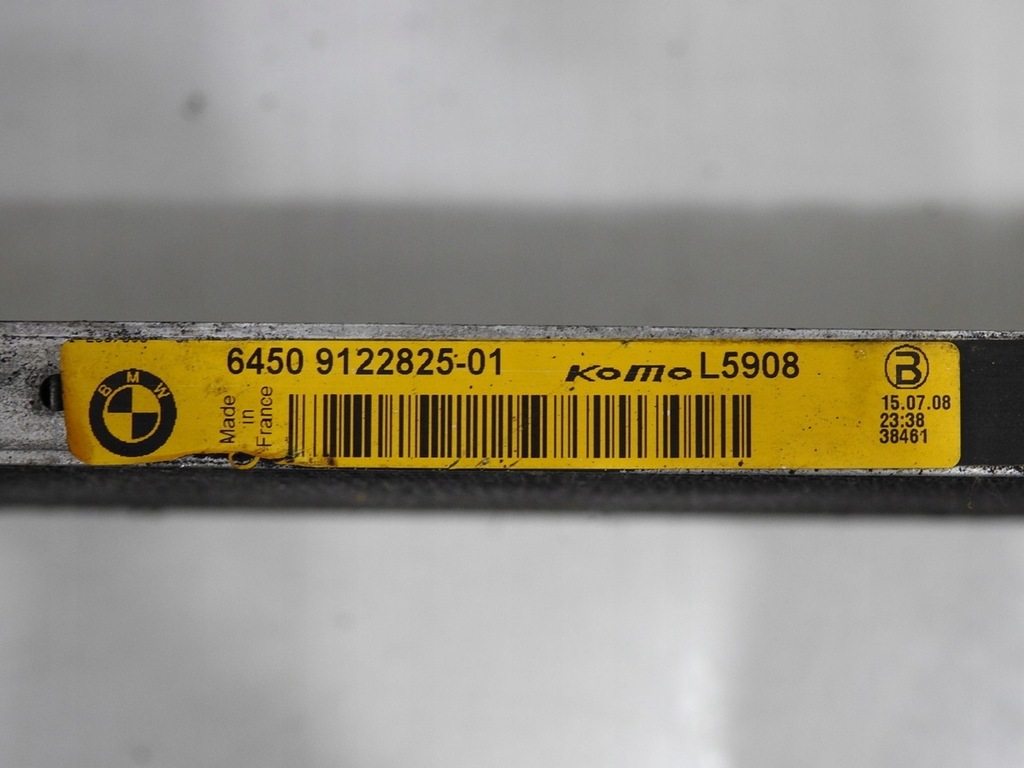 BMW
6450 9122825-01
KoMo L5908
Made
in
France
B
15.07.08
23:38
38461